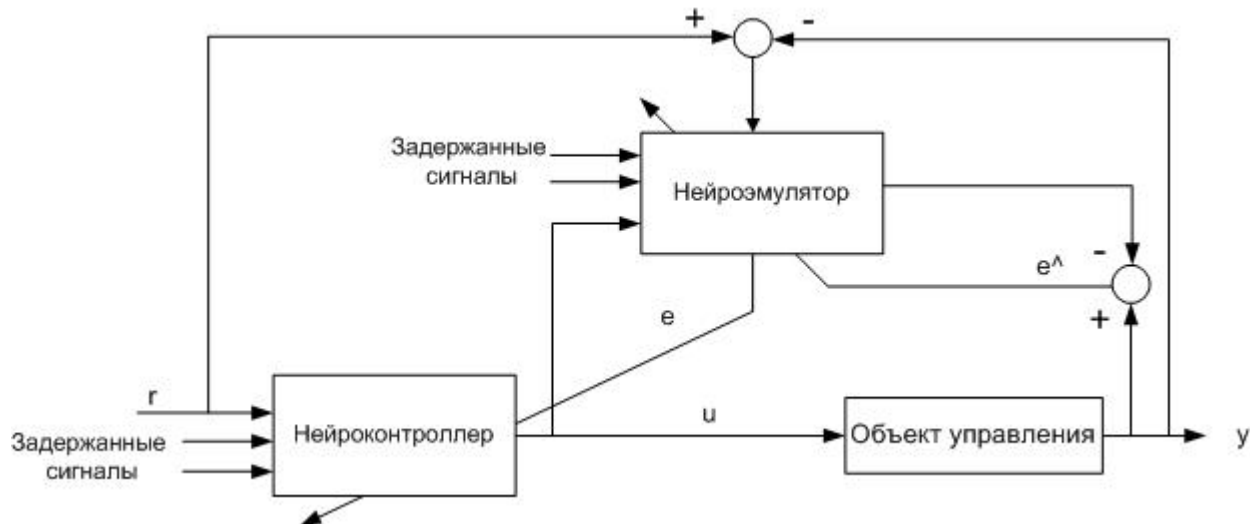 +
-
Задержанные
сигналы
Нейроэмулятор
-
e^
+
e
r
Нейроконтроллер
Задержанные
сигналы
u
Объект управления
y